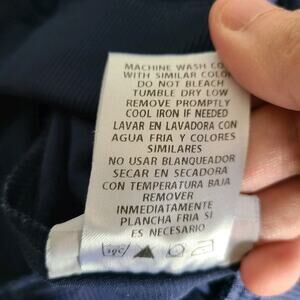 MACHINE WASH CO
WITH SIMILAR COLO
DO NOT BLEACH
TUMBLE DRY LOW
REMOVE PROMPTLY
COOL IRON IF NEEDED
LAVAR EN LAVADORA CON
AGUA FRIA Y COLORES
SIMILARES
NO USAR BLANQUEADOR
SECAR EN SECADORA
CON TEMPERATURA BAJA
REMOVER
INMEDIATAMENTE
PLANCHA FRIA SI
ES NECESARIO